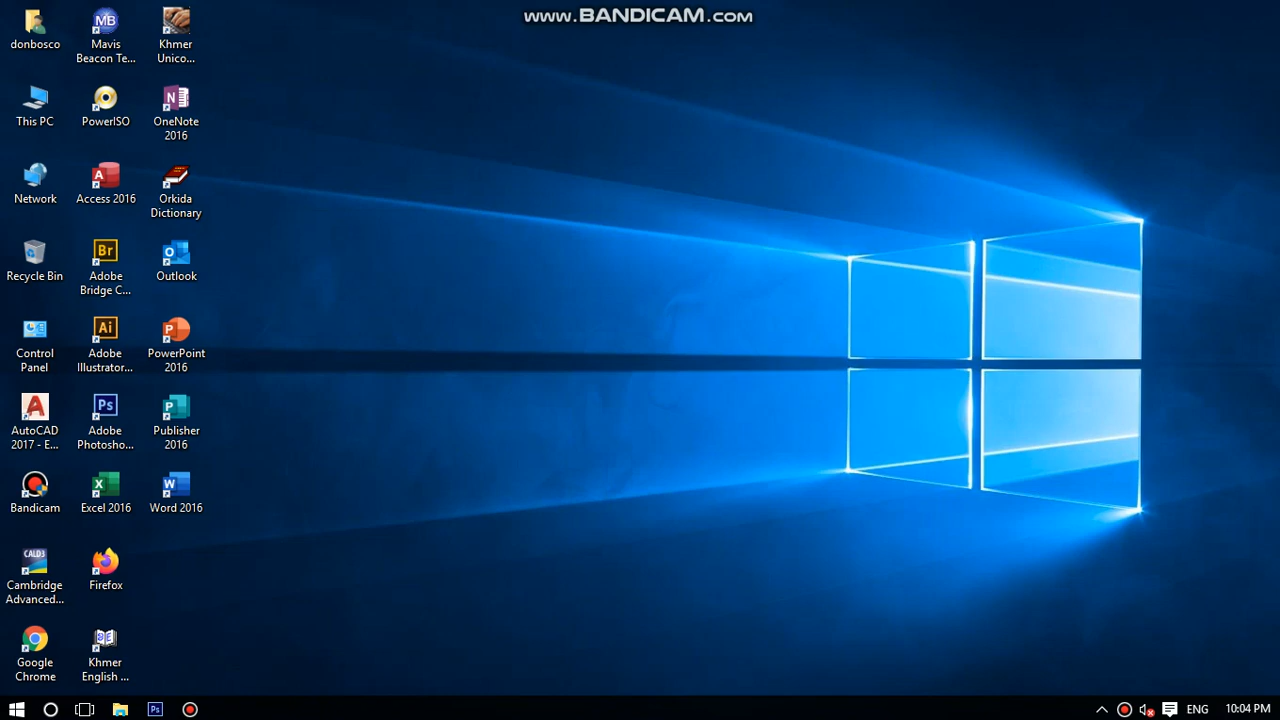 www.BANDICAM.com
donbosco
Mavis
Beacon Te...
Khmer
Unico...
This PC
PowerISO
OneNote
2016
Network
Access 2016
Orkida
Dictionary
Recycle Bin
Adobe
Bridge C...
Outlook
Control
Panel
Adobe
Illustrator...
PowerPoint
2016
AutoCAD
2017 - E...
Adobe
Photosho...
Publisher
2016
Bandicam
Excel 2016
Word 2016
Cambridge
Advanced...
Firefox
Google
Chrome
Khmer
English ...
MB
N
A
Br
O
Ai
P
A
Ps
P
X
W
CALD3
Ps
ENG
10:04 PM